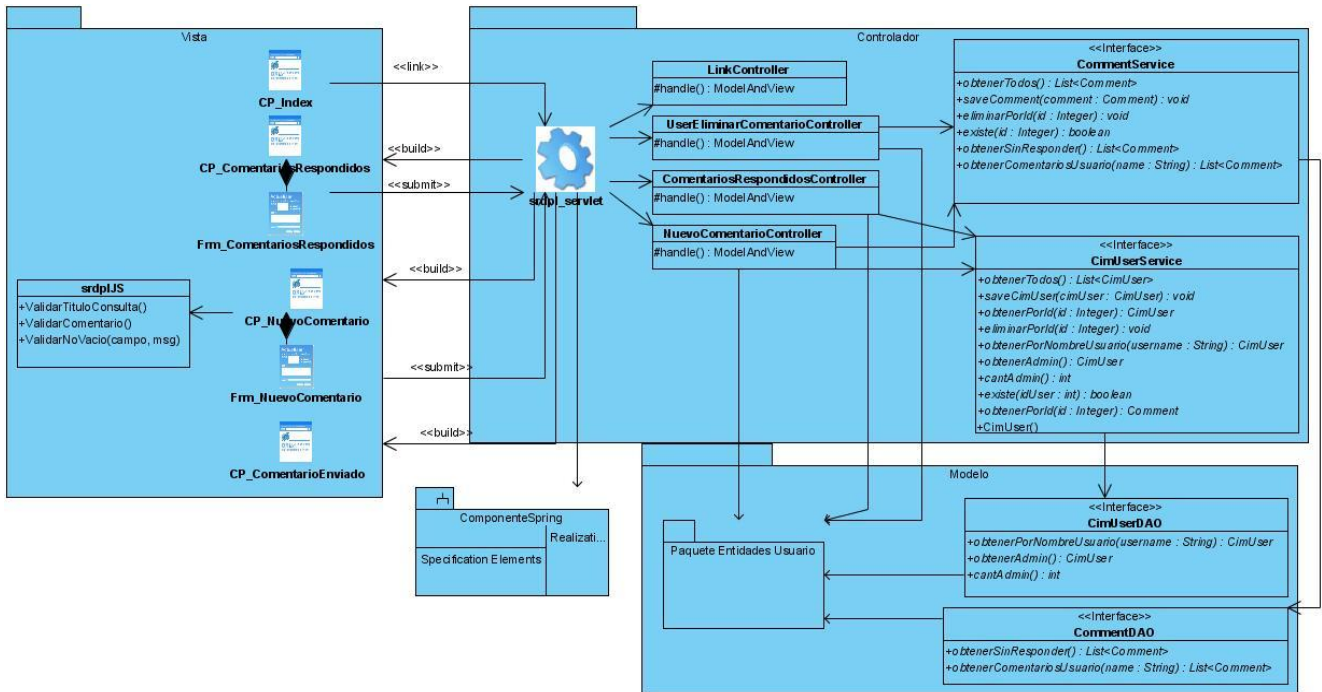 Vista
CP_Index
CP_ComentariosRespondidos
Frm_ComentariosRespondidos
srdpIJS
+ValidarTituloConsulta()
+ValidarComentario()
+ValidarNoVacio(campo, msg)
CP_NuevoComentario
Frm_NuevoComentario
CP_ComentarioEnviado
<<link>>
<<build>>
<<submit>>
<<build>>
<<submit>>
<<build>>
Controlador
srdpl_servlet
LinkController
#handle() : ModelAndView
UserEliminarComentarioController
#handle() : ModelAndView
ComentariosRespondidosController
#handle() : ModelAndView
NuevoComentarioController
#handle() : ModelAndView
<<Interface>>
CommentService
+obtenerTodos() : List<Comment>
+saveComment(comment : Comment) : void
+eliminarPorId(id : Integer) : void
+existe(id : Integer) : boolean
+obtenerSinResponder() : List<Comment>
+obtenerComentariosUsuario(name : String) : List<Comment>
<<Interface>>
CimUserService
+obtenerTodos() : List<CimUser>
+saveCimUser(cimUser : CimUser) : void
+obtenerPorId(id : Integer) : CimUser
+eliminarPorId(id : Integer) : void
+obtenerPorNombreUsuario(username : String) : CimUser
+obtenerAdmin() : CimUser
+cantAdmin() : int
+existe(idUser : int) : boolean
+obtenerPorId(id : Integer) : Comment
+CimUser()
ComponenteSpring
Specification Elements
Realizati...
Modelo
Paquete Entidades Usuario
<<Interface>>
CimUserDAO
+obtenerPorNombreUsuario(username : String) : CimUser
+obtenerAdmin() : CimUser
+cantAdmin() : int
<<Interface>>
CommentDAO
+obtenerSinResponder() : List<Comment>
+obtenerComentariosUsuario(name : String) : List<Comment>